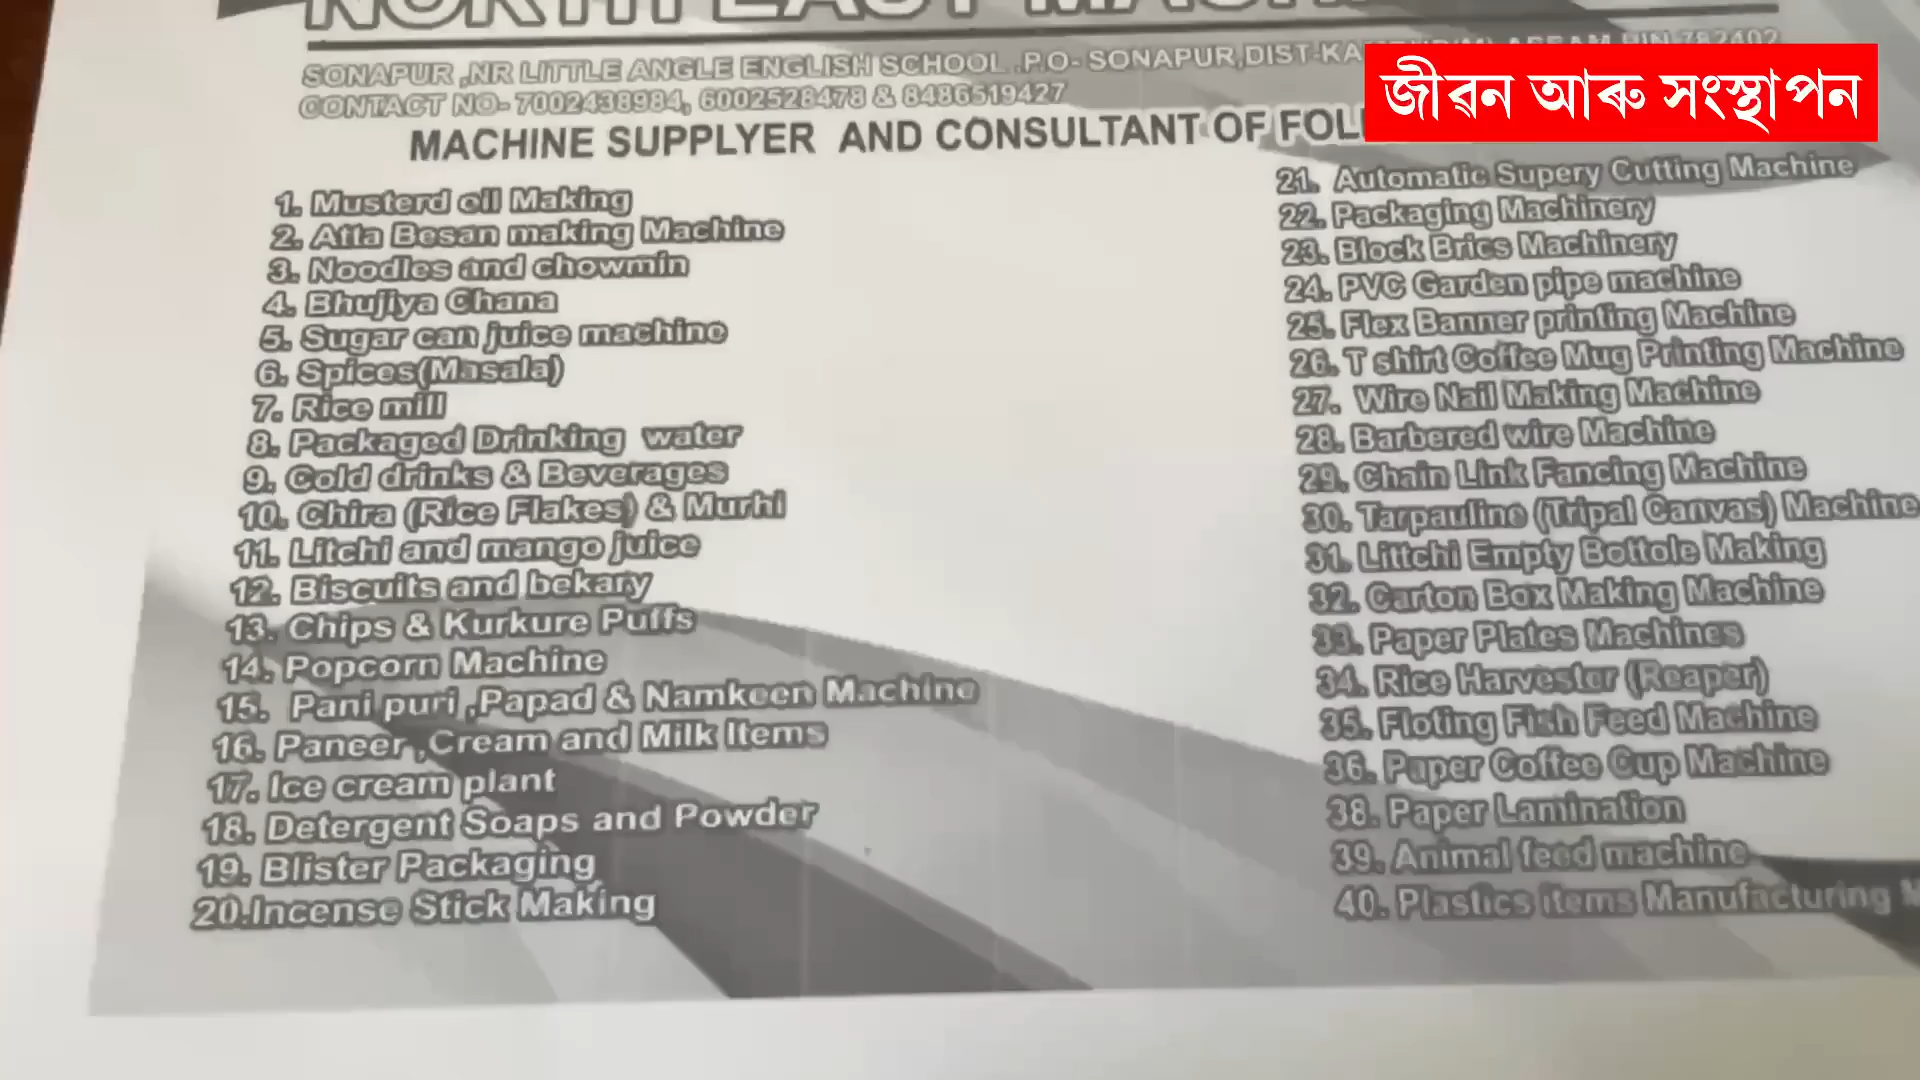 NORTH EAST
SONAPUR ,NR LITTLE ANGLE ENGLISH SCHOOL ,P.O- SONAPUR,DIST-
CONTACT NO- 7002438984, 6002528478 & 8486519427
জীৱন আৰু সংস্থাপন
MACHINE SUPPLYER AND CONSULTANT OF
1. Musterd oil Making
2. Atta Besan making Machine
3. Noodles and chowmin
4. Bhujiya Chana
5. Sugar can juice machine
6. Spices(Masala)
7. Rice mill
8. Packaged Drinking water
9. Cold drinks & Beverages
10. Chira (Rice Flakes) & Murhi
11. Litchi and mango juice
12. Biscuits and bekary
13. Chips & Kurkure Puffs
14. Popcorn Machine
15. Pani puri ,Papad & Namkeen Machine
16. Paneer ,Cream and Milk Items
17. Ice cream plant
18. Detergent Soaps and Powder
19. Blister Packaging
20.Incense Stick Making
21. Automatic Supery Cutting Machine
22. Packaging Machinery
23. Block Brics Machinery
24. PVC Garden pipe machine
25. Flex Banner printing Machine
26. T shirt Coffee Mug Printing Machine
27. Wire Nail Making Machine
28. Barbered wire Machine
29. Chain Link Fancing Machine
30. Tarpauline (Tripal Canvas) Machine
31. Littchi Empty Bottole Making
32. Carton Box Making Machine
33. Paper Plates Machines
34. Rice Harvester (Reaper)
35. Floting Fish Feed Machine
36. Paper Coffee Cup Machine
38. Paper Lamination
39. Animal feed machine
40. Plastics items Manufacturing